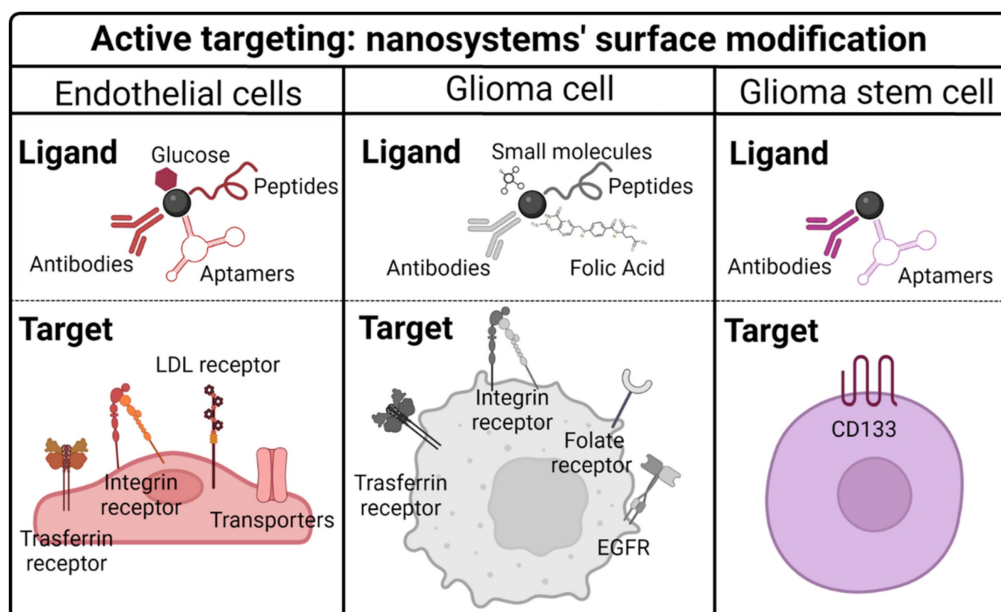 Active targeting: nanosystems' surface modification
Endothelial cells
Glioma cell
Glioma stem cell
Ligand
Glucose
Peptides
Antibodies
Aptamers
Ligand
Small molecules
Peptides
Antibodies
Folic Acid
Ligand
Antibodies
Aptamers
Target
LDL receptor
Integrin
receptor
Transporters
Trasferrin
receptor
Target
Integrin
receptor
Folate
receptor
Trasferrin
receptor
EGFR
Target
CD133